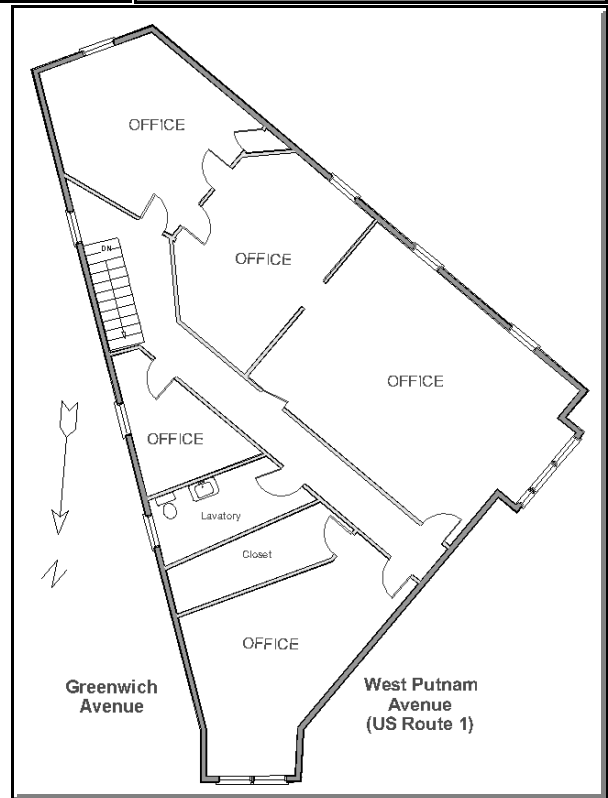 OFFICE
DN
OFFICE
OFFICE
OFFICE
Lavatory
Closet
N
OFFICE
Greenwich
Avenue
West Putnam
Avenue
(US Route 1)